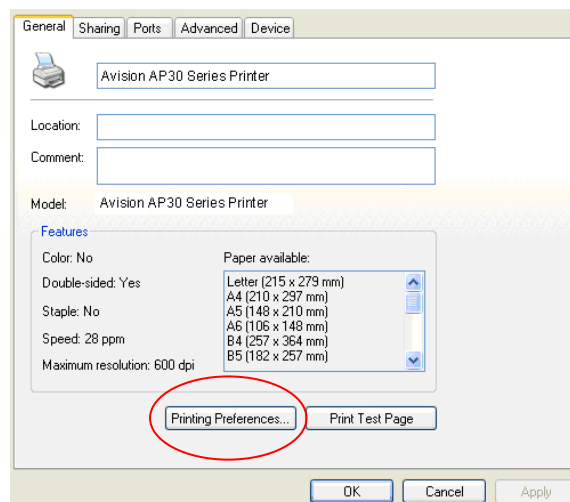 General Sharing Ports Advanced Device
Avision AP30 Series Printer
Location:
Comment:
Model: Avision AP30 Series Printer
Features
Color: No
Double-sided: Yes
Staple: No
Speed: 28 ppm
Maximum resolution: 600 dpi
Paper available:
Letter (215 x 279 mm)
A4 (210 x 297 mm)
A5 (148 x 210 mm)
A6 (106 x 148 mm)
B4 (257 x 364 mm)
B5 (182 x 257 mm)
Printing Preferences... Print Test Page
OK Cancel Apply